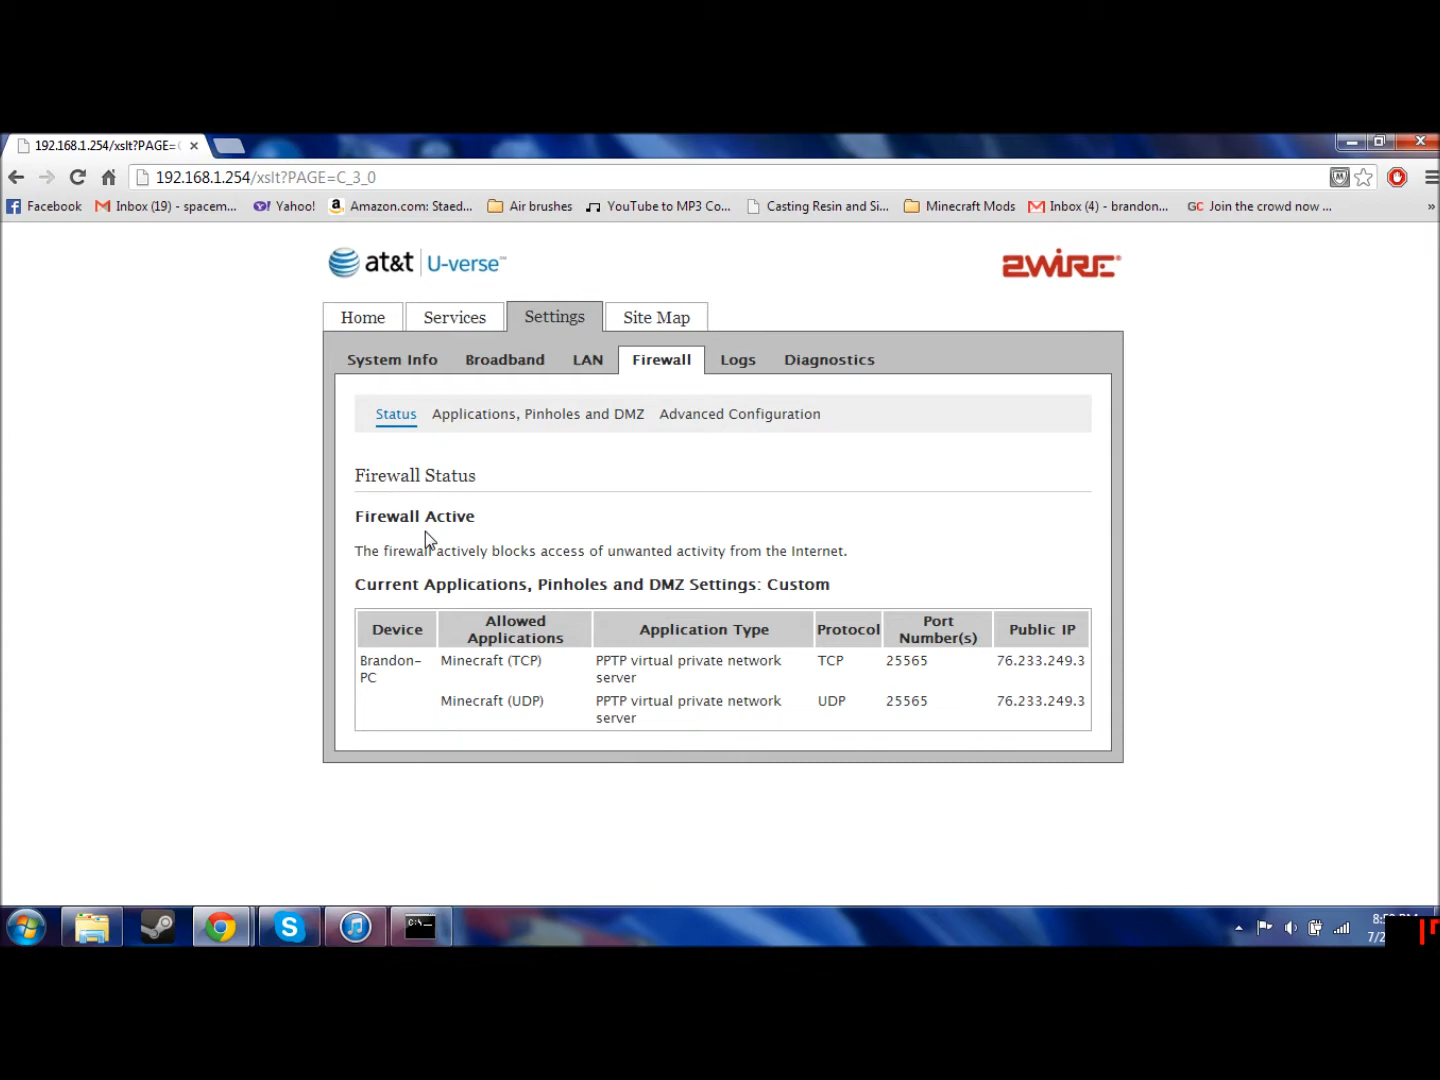 192.168.1.254/xslt?PAGE=
192.168.1.254/xslt?PAGE=C_3_0
Facebook
Inbox (19) - spacem...
Yahoo!
Amazon.com: Staed...
Air brushes
YouTube to MP3 Co...
Casting Resin and Si...
Minecraft Mods
Inbox (4) - brandon...
GC Join the crowd now ...
»
at&t U-verse™
2WIRE®
Home
Services
Settings
Site Map
System Info
Broadband
LAN
Firewall
Logs
Diagnostics
Status
Applications, Pinholes and DMZ
Advanced Configuration
Firewall Status
Firewall Active
The firewall actively blocks access of unwanted activity from the Internet.
Current Applications, Pinholes and DMZ Settings: Custom
Device
Allowed Applications
Application Type
Protocol
Port Number(s)
Public IP
Brandon-PC
Minecraft (TCP)
PPTP virtual private network server
TCP
25565
76.233.249.3
Minecraft (UDP)
PPTP virtual private network server
UDP
25565
76.233.249.3
C:\_